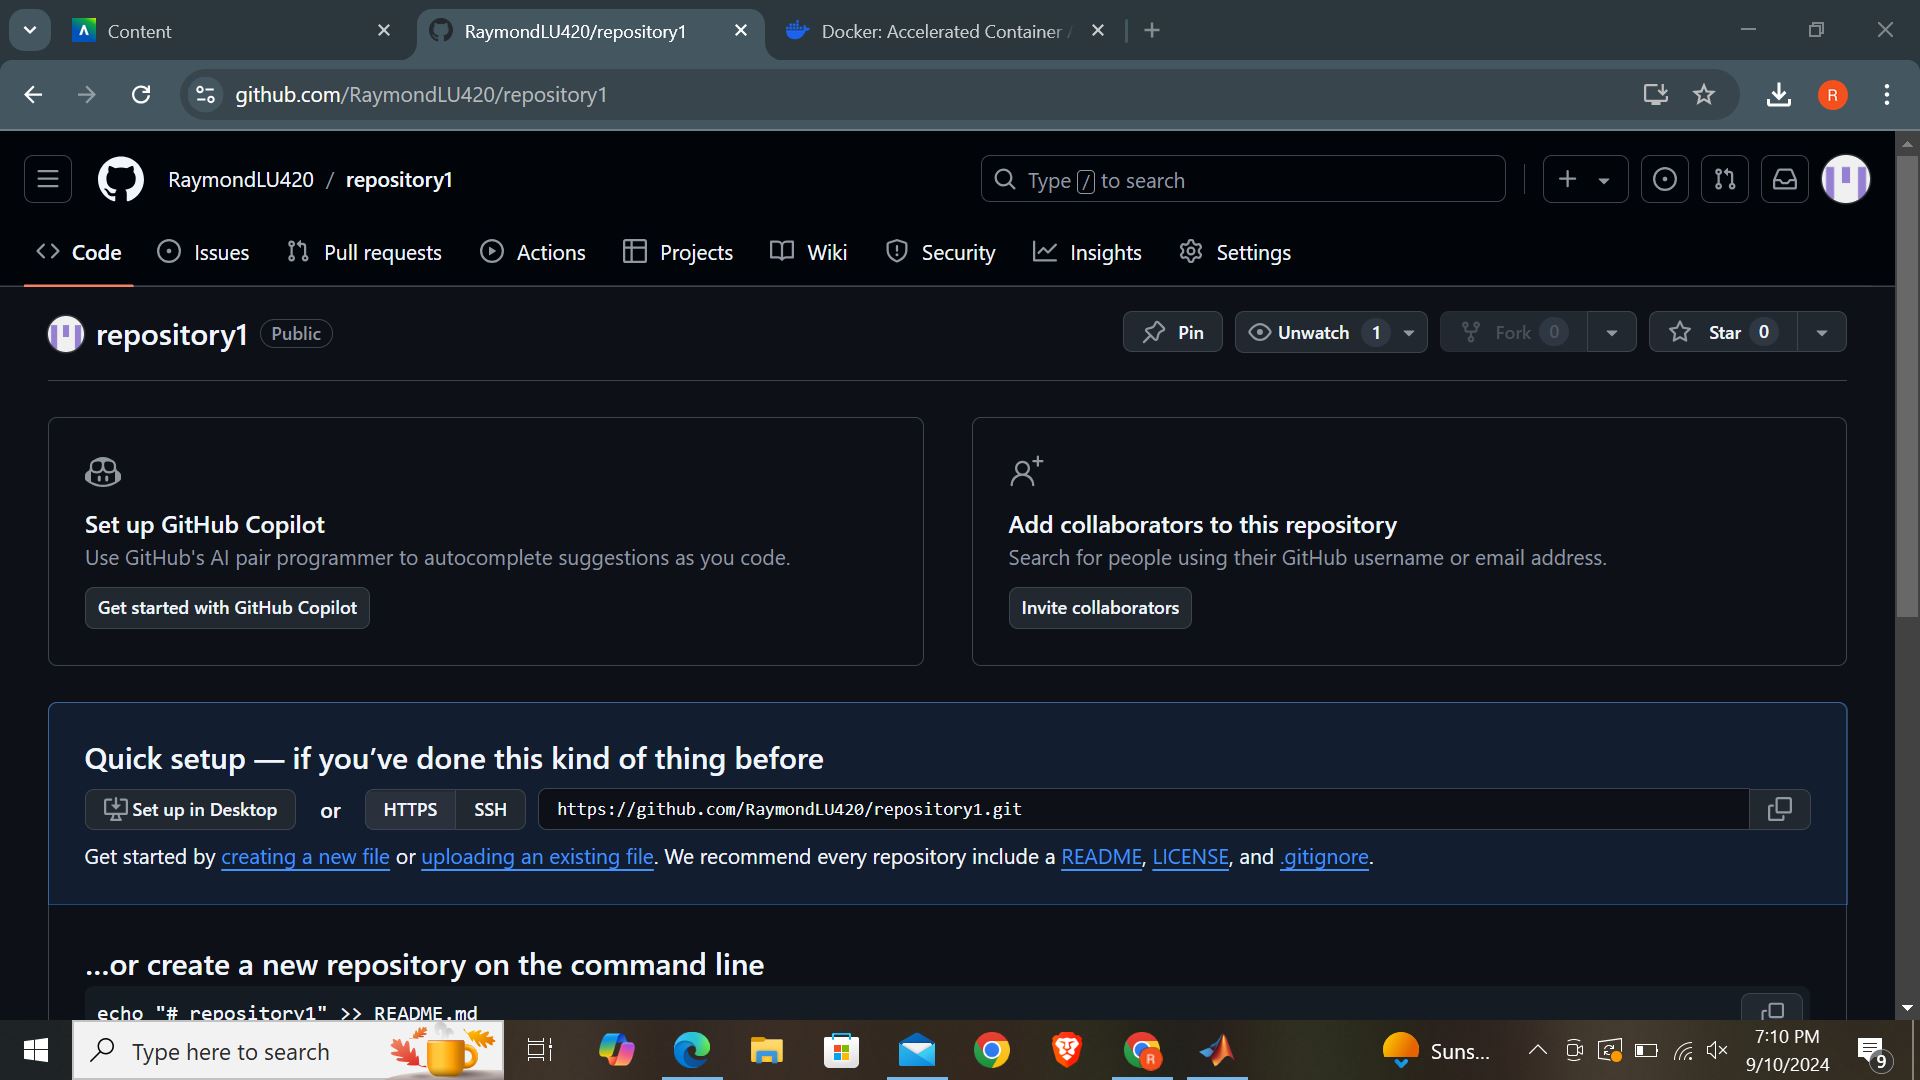 Content
RaymondLU420/repository1
Docker: Accelerated Container
github.com/RaymondLU420/repository1
R
RaymondLU420 / repository1
Type / to search
Code
Issues
Pull requests
Actions
Projects
Wiki
Security
Insights
Settings
repository1 Public
Pin
Unwatch 1
Fork 0
Star 0
Set up GitHub Copilot
Use GitHub's AI pair programmer to autocomplete suggestions as you code.
Get started with GitHub Copilot
Add collaborators to this repository
Search for people using their GitHub username or email address.
Invite collaborators
Quick setup — if you’ve done this kind of thing before
Set up in Desktop or HTTPS SSH https://github.com/RaymondLU420/repository1.git
Get started by creating a new file or uploading an existing file. We recommend every repository include a README, LICENSE, and .gitignore.
…or create a new repository on the command line
echo "# repository1" >> README.md
Type here to search
R
Suns...
7:10 PM
9/10/2024
9